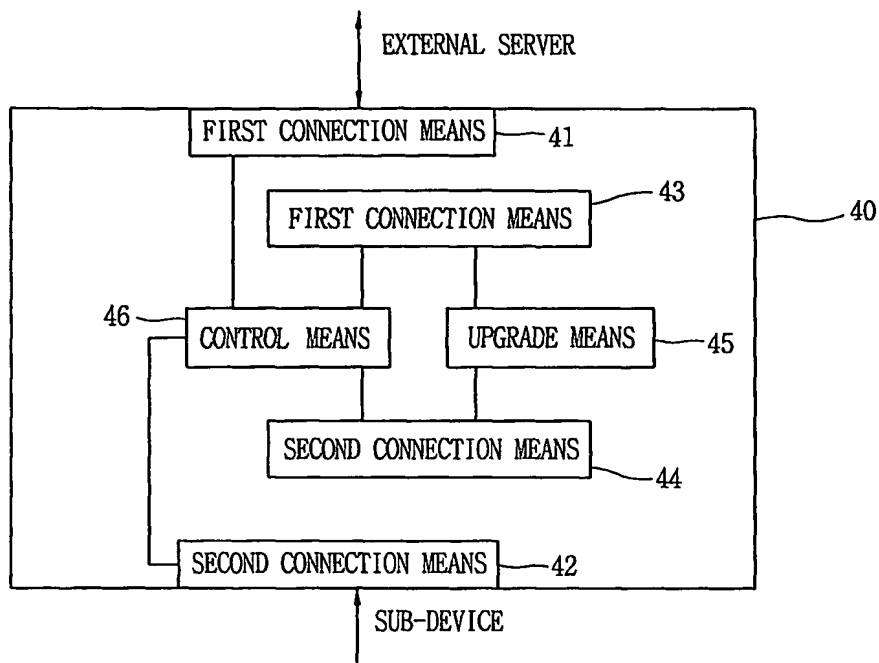 EXTERNAL SERVER
FIRST CONNECTION MEANS
41
FIRST CONNECTION MEANS
43
40
46
CONTROL MEANS
UPGRADE MEANS
45
SECOND CONNECTION MEANS
44
SECOND CONNECTION MEANS
42
SUB-DEVICE